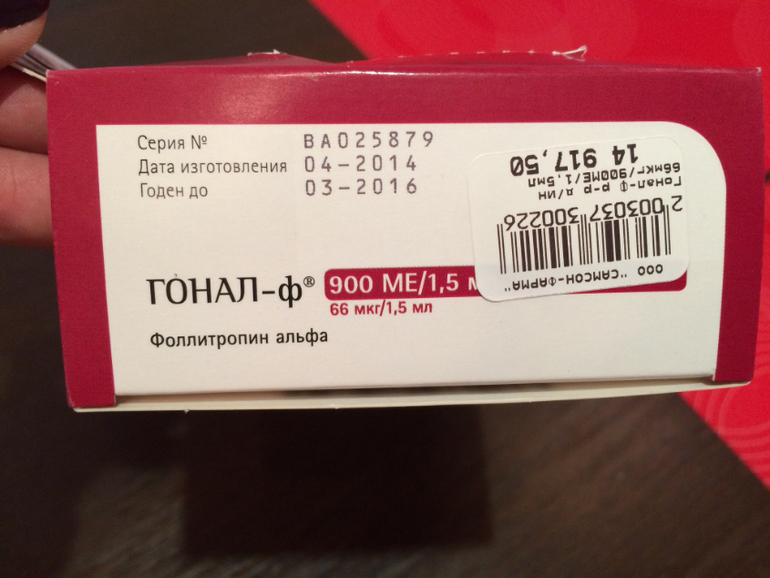 Серия № BA025879
Дата изготовления 04-2014
Годен до 03-2016
ГОНАЛ-ф® 900 МЕ/1,5
66 мкг/1,5 мл
Фоллитропин альфа
ООО "САМСОН-ФАРМА"
2 003037 300226
Гонал-Ф р-р д/ин
66мкг/900МЕ/1,5мл
14 917,50